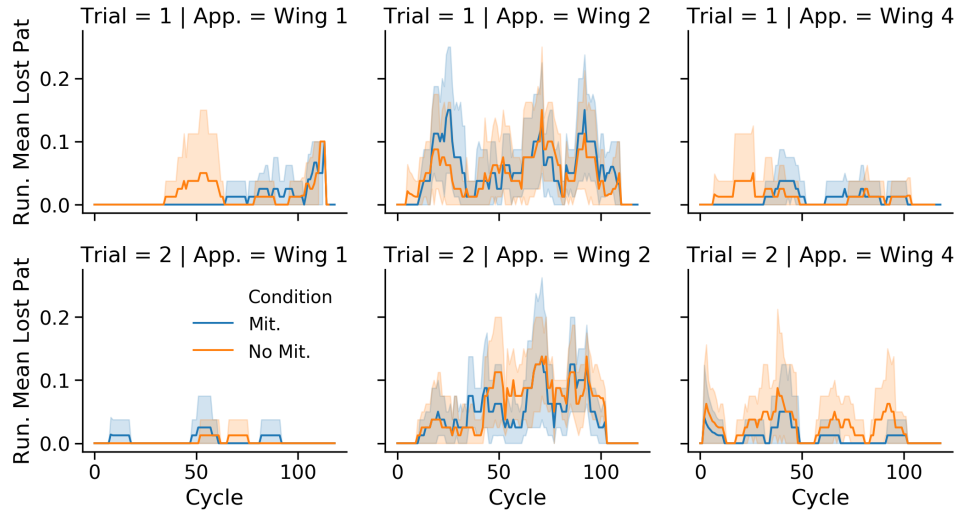 Trial = 1 | App. = Wing 1
Trial = 1 | App. = Wing 2
Trial = 1 | App. = Wing 4
Run. Mean Lost Pat
0.2
0.1
0.0
Trial = 2 | App. = Wing 1
Trial = 2 | App. = Wing 2
Trial = 2 | App. = Wing 4
Run. Mean Lost Pat
0.2
0.1
0.0
Condition
Mit.
No Mit.
0 50 100
0 50 100
0 50 100
Cycle
Cycle
Cycle